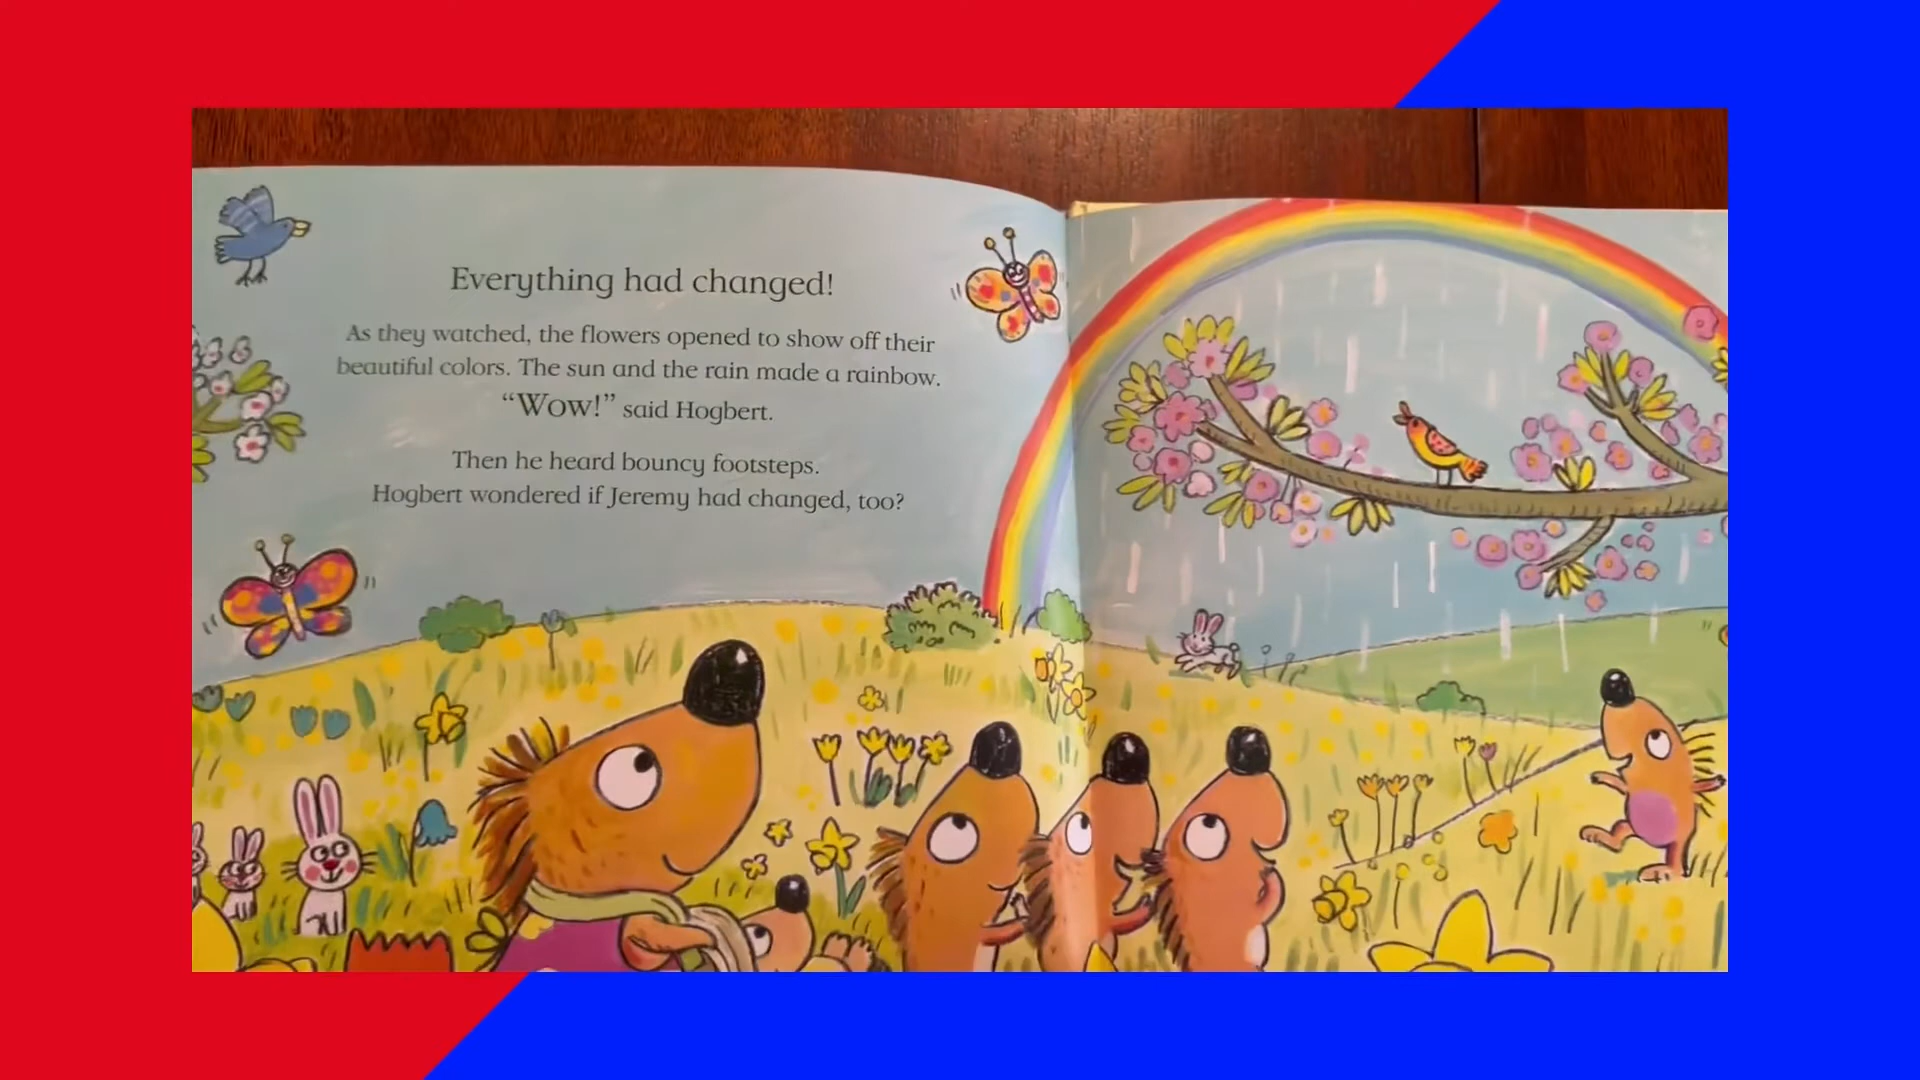 Everything had changed!
As they watched, the flowers opened to show off their
beautiful colors. The sun and the rain made a rainbow.
“Wow!” said Hogbert.
Then he heard bouncy footsteps.
Hogbert wondered if Jeremy had changed, too?